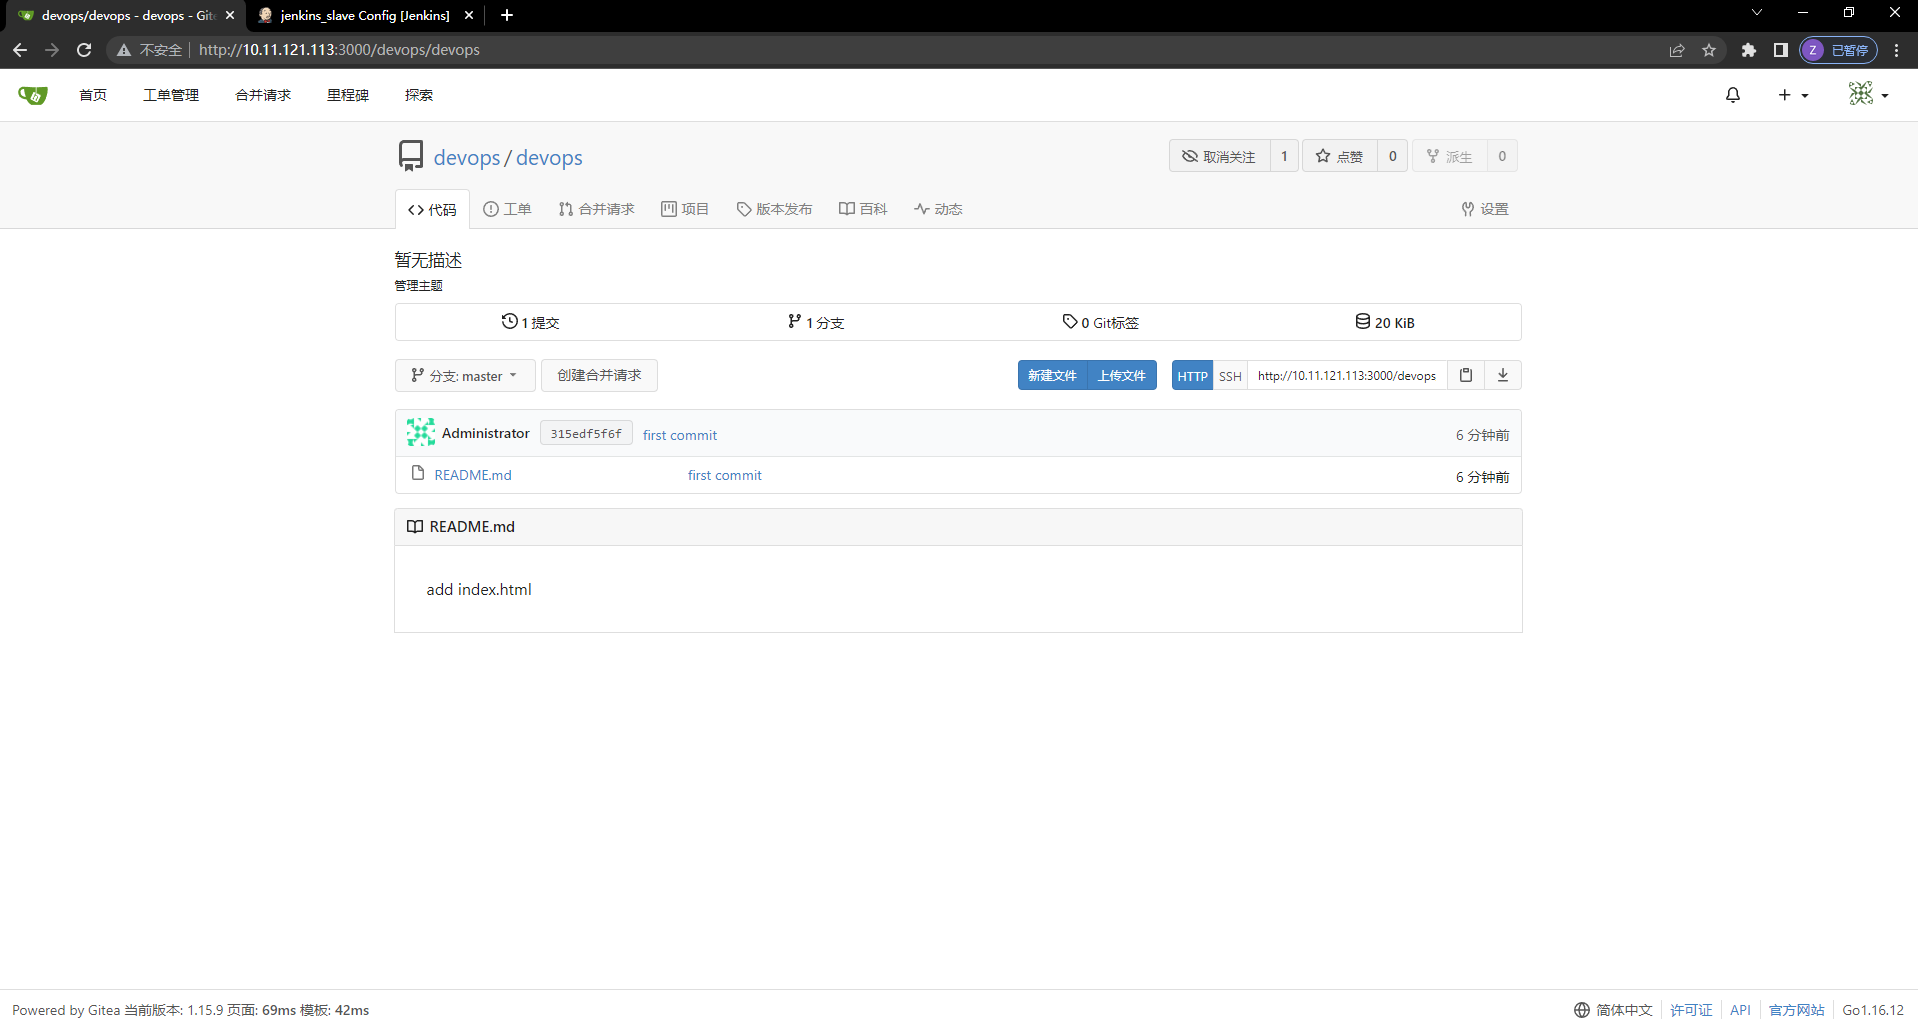 devops/devops - devops - Gite
jenkins_slave Config [Jenkins]
不安全 http://10.11.121.113:3000/devops/devops
Z 已暂停
首页 工单管理 合并请求 里程碑 探索
devops / devops
取消关注 1 点赞 0 派生 0
代码 工单 合并请求 项目 版本发布 百科 动态 设置
暂无描述
管理主题
1 提交 1 分支 0 Git标签 20 KiB
分支: master 创建合并请求 新建文件 上传文件 HTTP SSH http://10.11.121.113:3000/devops
Administrator 315edf5f6f first commit 6 分钟前
README.md first commit 6 分钟前
README.md
add index.html
Powered by Gitea 当前版本: 1.15.9 页面: 69ms 模板: 42ms 简体中文 许可证 API 官方网站 Go1.16.12